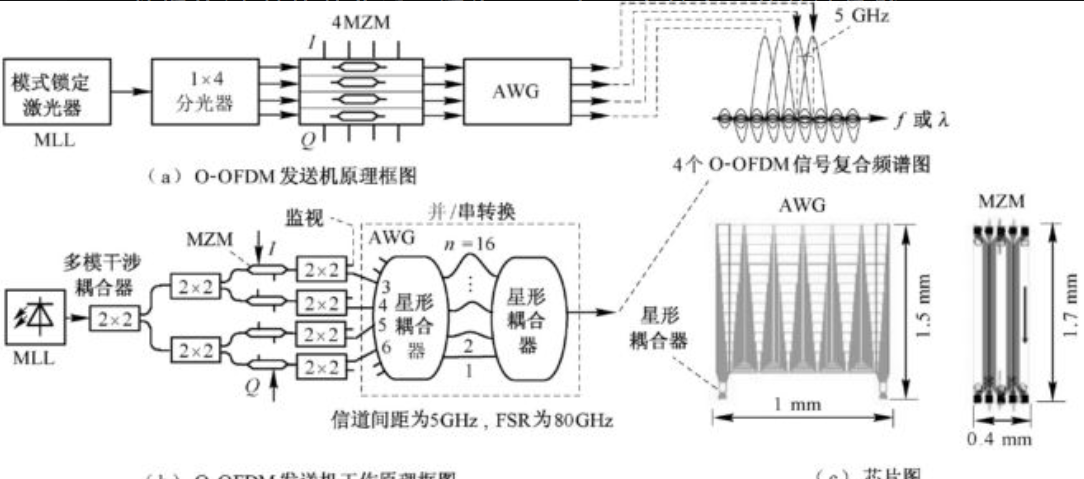 4MZM
I
模式锁定
激光器
MLL
1×4
分光器
Q
AWG
5 GHz
f 或 λ
(a) O-OFDM 发送机原理框图
4个 O-OFDM 信号复合频谱图
监视
并/串转换
MZM
I
AWG
n = 16
多模干涉
耦合器
2×2
2×2
2×2
2×2
2×2
2×2
2×2
3
4
5
6
星形
耦合
器
⋮
2
1
星形
耦合
器
MLL
Q
信道间距为5GHz,FSR为80GHz
AWG
MZM
星形
耦合器
1.5 mm
1 mm
1.7 mm
0.4 mm
(b) O-OFDM 发送机工作原理框图
(c) 芯片图